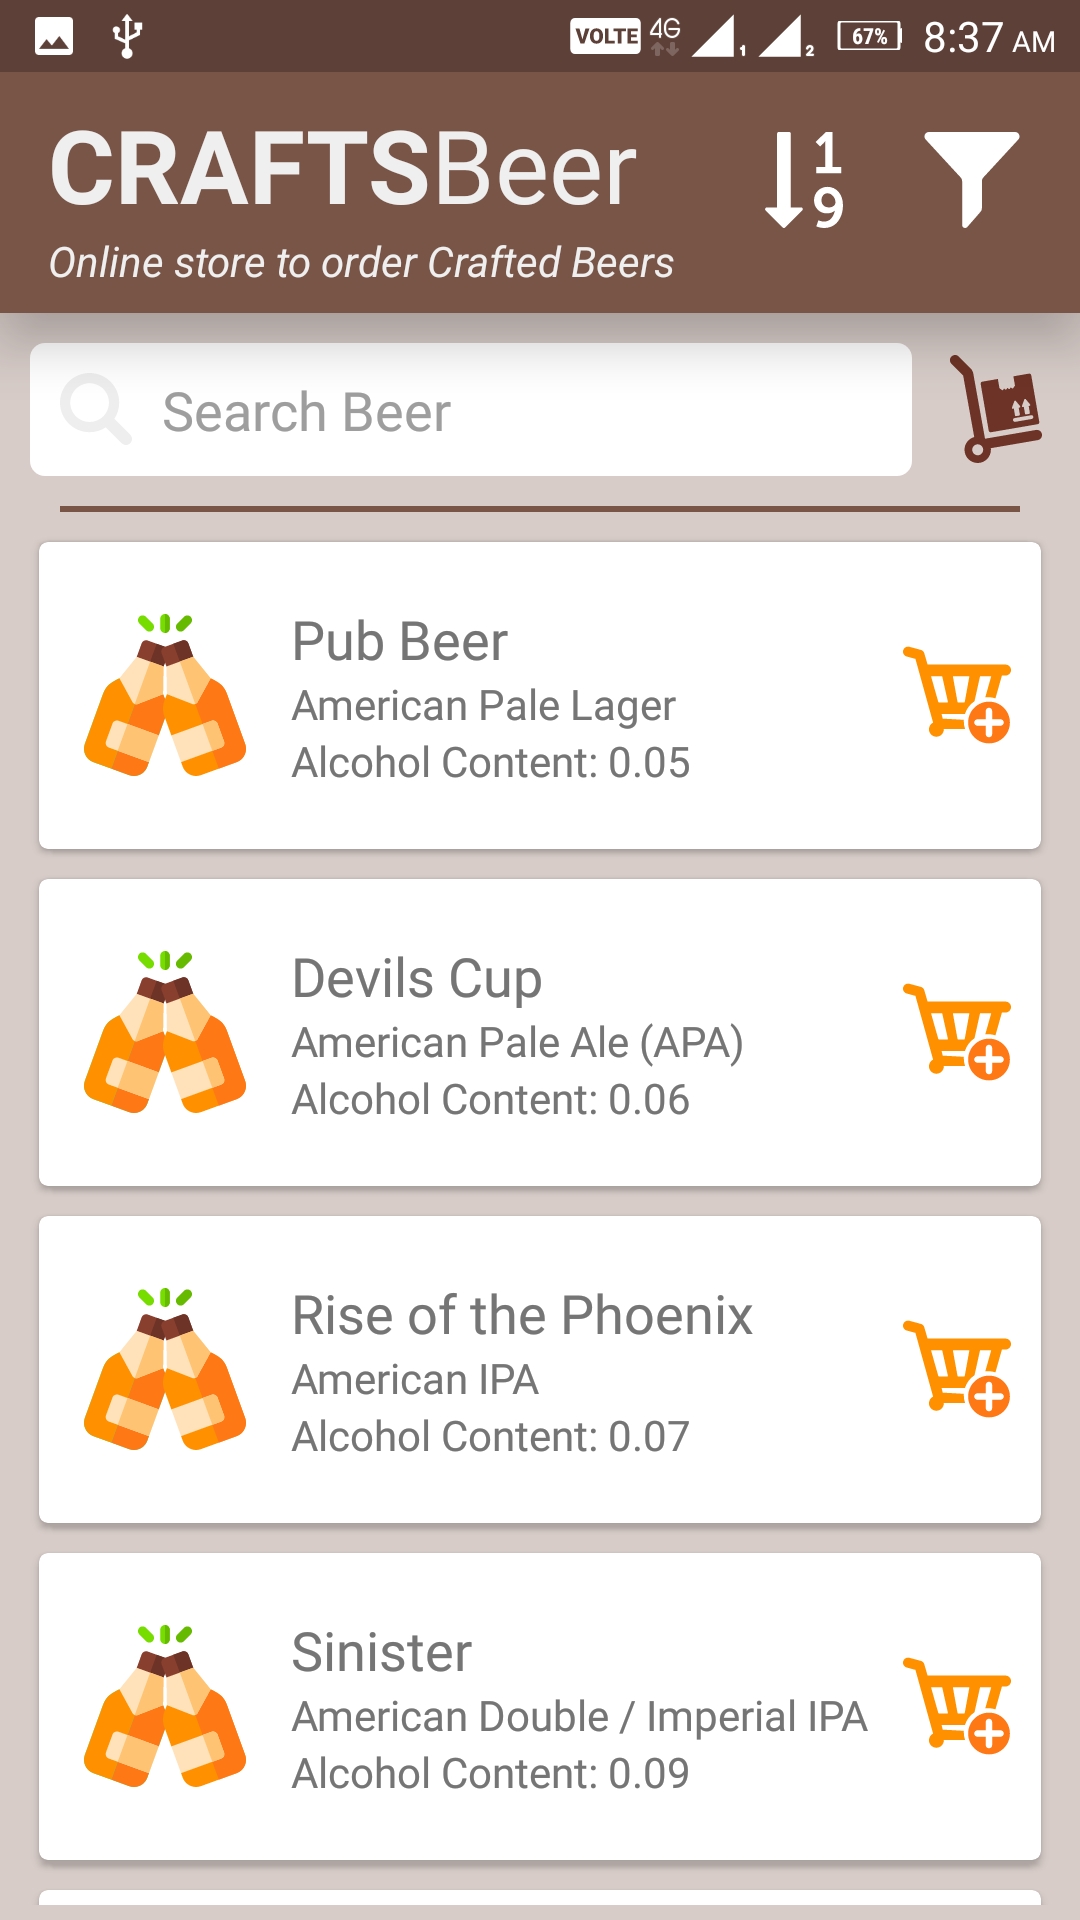 VOLTE 4G 1 2 67% 8:37 AM
CRAFTSBeer
1
9
Online store to order Crafted Beers
Search Beer
Pub Beer
American Pale Lager
Alcohol Content: 0.05
Devils Cup
American Pale Ale (APA)
Alcohol Content: 0.06
Rise of the Phoenix
American IPA
Alcohol Content: 0.07
Sinister
American Double / Imperial IPA
Alcohol Content: 0.09